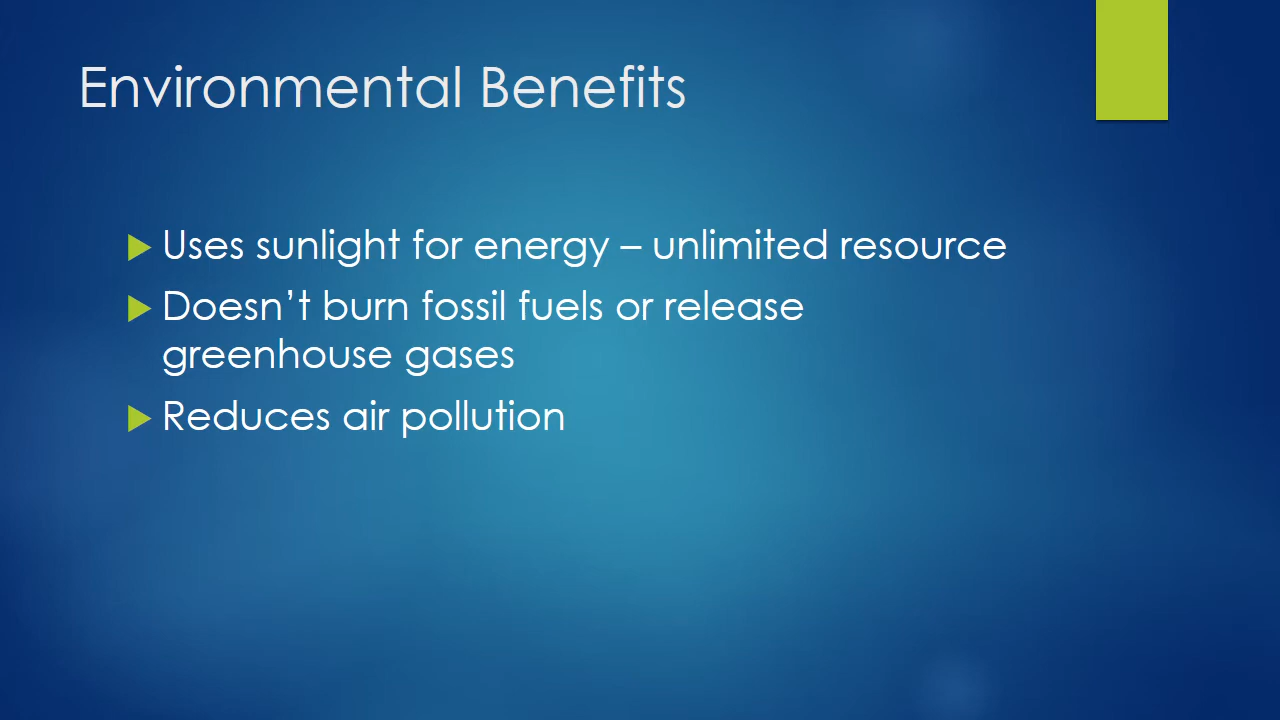 Environmental Benefits
Uses sunlight for energy – unlimited resource
Doesn’t burn fossil fuels or release
greenhouse gases
Reduces air pollution